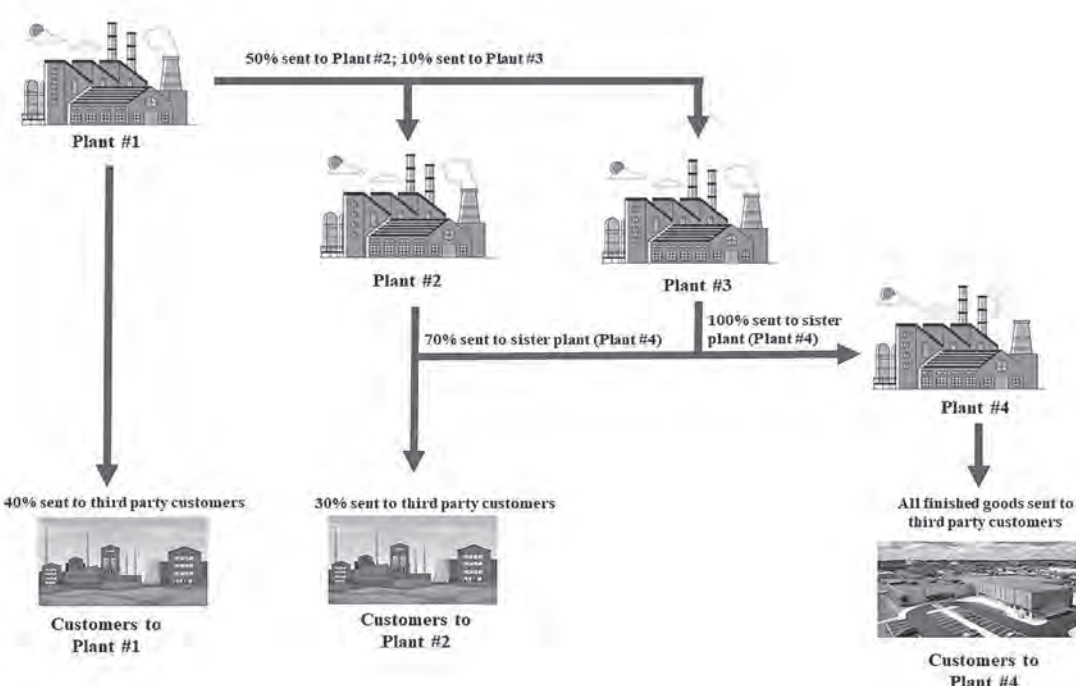 50% sent to Plant #2; 10% sent to Plant #3
Plant #1
Plant #2
Plant #3
70% sent to sister plant (Plant #4)
100% sent to sister
plant (Plant #4)
Plant #4
40% sent to third party customers
30% sent to third party customers
All finished goods sent to
third party customers
Customers to
Plant #1
Customers to
Plant #2
Customers to
Plant #4